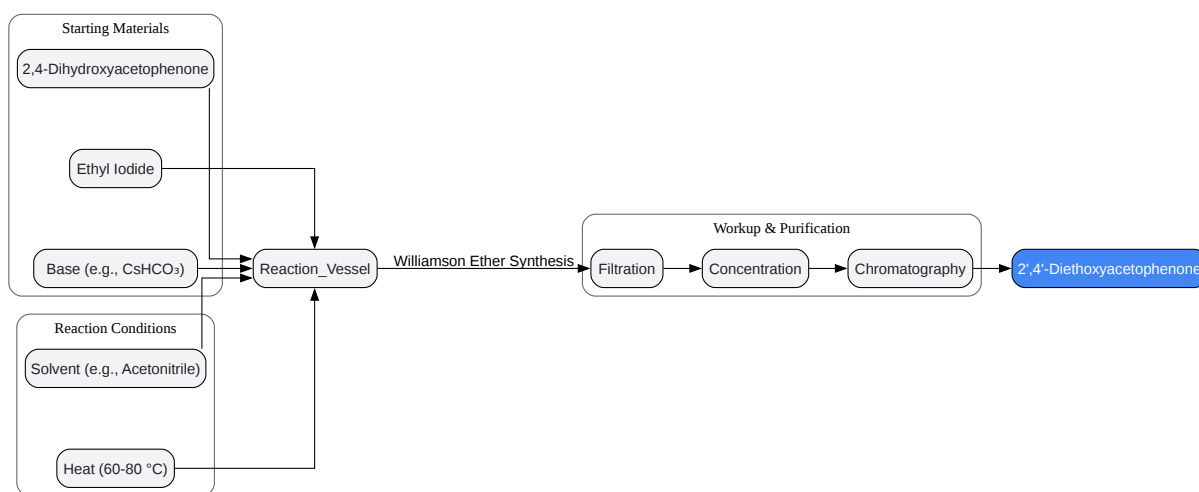 Starting Materials
2,4-Dihydroxyacetophenone
Ethyl Iodide
Base (e.g., CsHCO₃)
Reaction Conditions
Solvent (e.g., Acetonitrile)
Heat (60-80 °C)
Reaction_Vessel
Williamson Ether Synthesis
Workup & Purification
Filtration
Concentration
Chromatography
2',4'-Diethoxyacetophenone